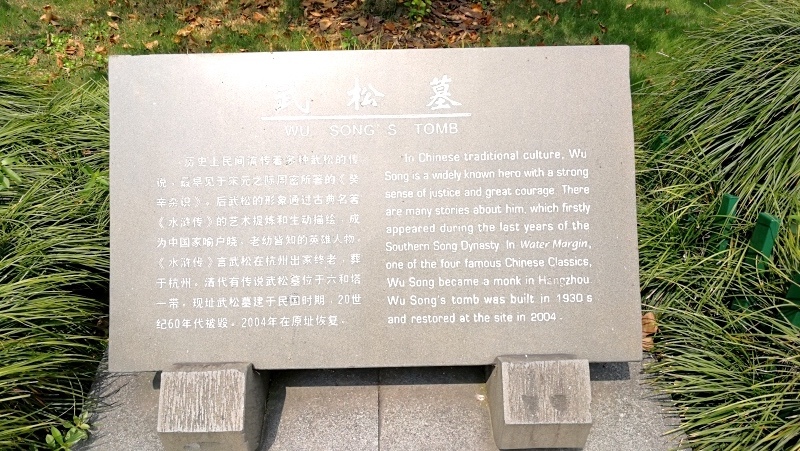 武松墓
WU SONG'S TOMB
历史上民间流传着多种武松的传
说，最早见于宋元之际周密所著的《癸
辛杂识》，后武松的形象通过古典名著
《水浒传》的艺术提炼和生动描绘，成
为中国家喻户晓，老幼皆知的英雄人物。
《水浒传》言武松在杭州出家终老，葬
于杭州。清代有传说武松墓位于六和塔
一带，现址武松墓建于民国时期，20世
纪60年代被毁，2004年在原址恢复。
In Chinese traditional culture, Wu
Song is a widely known hero with a strong
sense of justice and great courage. There
are many stories about him, which firstly
appeared during the last years of the
Southern Song Dynasty. In Water Margin,
one of the four famous Chinese Classics,
Wu Song became a monk in Hangzhou.
Wu Song's tomb was built in 1930's
and restored at the site in 2004.